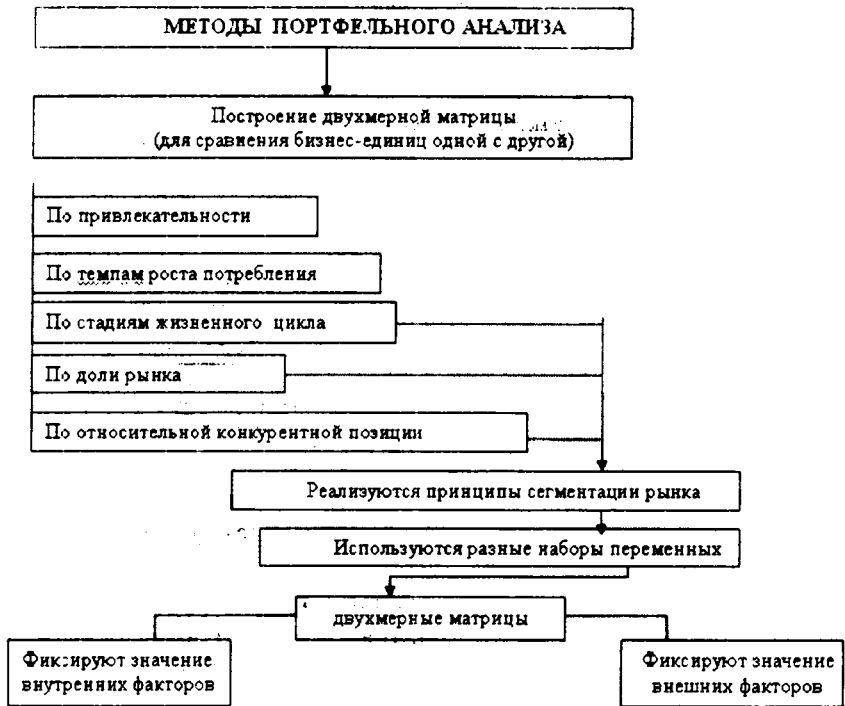 МЕТОДЫ ПОРТФЕЛЬНОГО АНАЛИЗА
Построение двухмерной матрицы
(для сравнения бизнес-единиц одной с другой)
По привлекательности
По темпам роста потребления
По стадиям жизненного цикла
По доли рынка
По относительной конкурентной позиции
Реализуются принципы сегментации рынка
Используются разные наборы переменных
двухмерные матрицы
Фиксируют значение
внутренних факторов
Фиксируют значение
внешних факторов